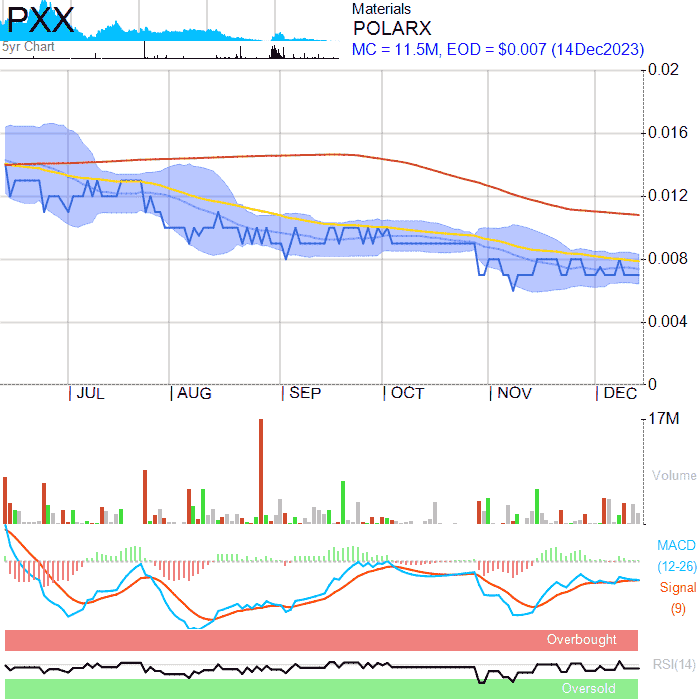 PXX
5yr Chart
Materials
POLARX
MC = 11.5M, EOD = $0.007 (14Dec2023)
0.02
0.016
0.012
0.008
0.004
0
JUL
AUG
SEP
OCT
NOV
DEC
17M
Volume
MACD
(12-26)
Signal
(9)
Overbought
RSI(14)
Oversold